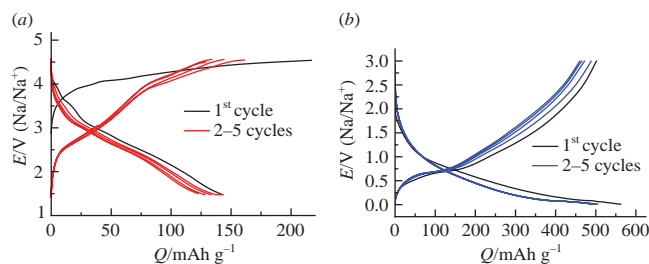 (a)
5
4
3
2
1
E/V (Na/Na⁺)
1ˢᵗ cycle
2–5 cycles
0 50 100 150 200
Q/mAh g⁻¹
(b)
3.0
2.5
2.0
1.5
1.0
0.5
0.0
E/V (Na/Na⁺)
1ˢᵗ cycle
2–5 cycles
0 100 200 300 400 500 600
Q/mAh g⁻¹